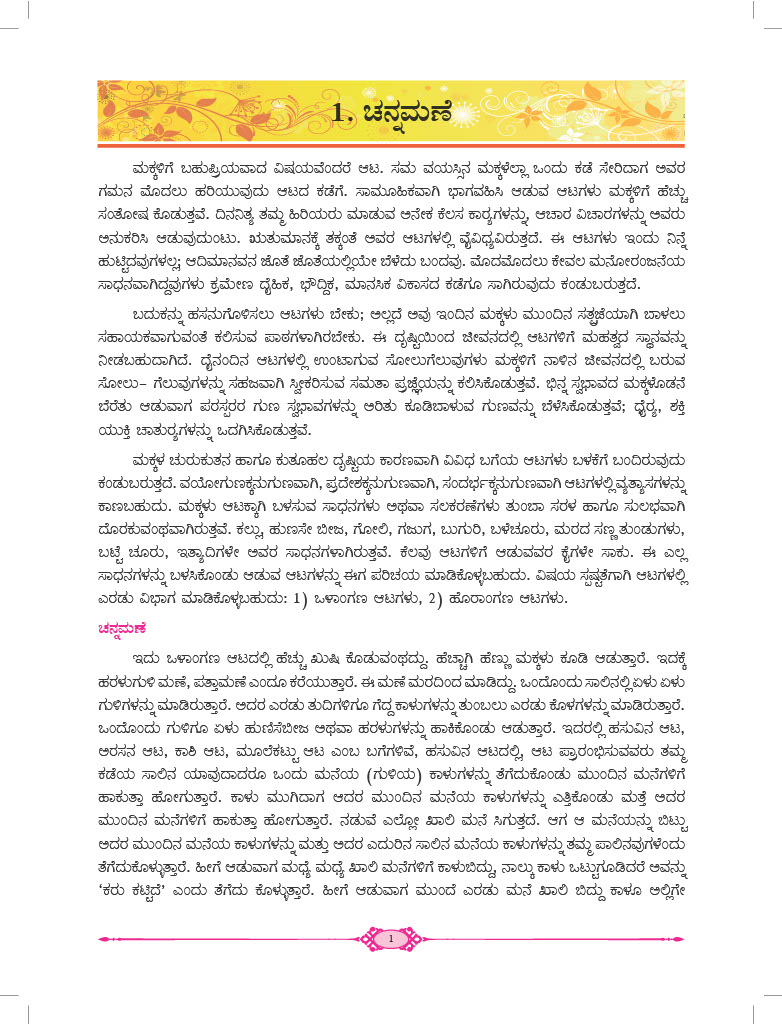 1. ಚನ್ನಮಣೆ
ಮಕ್ಕಳಿಗೆ ಬಹುಪ್ರಿಯವಾದ ವಿಷಯವೆಂದರೆ ಆಟ. ಸಮ ವಯಸ್ಸಿನ ಮಕ್ಕಳೆಲ್ಲಾ ಒಂದು ಕಡೆ ಸೇರಿದಾಗ ಅವರ
ಗಮನ ಮೊದಲು ಹರಿಯುವುದು ಆಟದ ಕಡೆಗೆ. ಸಾಮೂಹಿಕವಾಗಿ ಭಾಗವಹಿಸಿ ಆಡುವ ಆಟಗಳು ಮಕ್ಕಳಿಗೆ ಹೆಚ್ಚು
ಸಂತೋಷ ಕೊಡುತ್ತವೆ. ದಿನನಿತ್ಯ ತಮ್ಮ ಹಿರಿಯರು ಮಾಡುವ ಅನೇಕ ಕೆಲಸ ಕಾರ್‍ಯಗಳನ್ನು, ಆಚಾರ ವಿಚಾರಗಳನ್ನು ಅವರು
ಅನುಕರಿಸಿ ಆಡುವುದುಂಟು. ಋತುಮಾನಕ್ಕೆ ತಕ್ಕಂತೆ ಅವರ ಆಟಗಳಲ್ಲಿ ವೈವಿಧ್ಯವಿರುತ್ತದೆ. ಈ ಆಟಗಳು ಇಂದು ನಿನ್ನೆ
ಹುಟ್ಟಿದವುಗಳಲ್ಲ; ಆದಿಮಾನವನ ಜೊತೆ ಜೊತೆಯಲ್ಲಿಯೇ ಬೆಳೆದು ಬಂದವು. ಮೊದಮೊದಲು ಕೇವಲ ಮನೋರಂಜನೆಯ
ಸಾಧನವಾಗಿದ್ದವುಗಳು ಕ್ರಮೇಣ ದೈಹಿಕ, ಭೌದ್ಧಿಕ, ಮಾನಸಿಕ ವಿಕಾಸದ ಕಡೆಗೂ ಸಾಗಿರುವುದು ಕಂಡುಬರುತ್ತದೆ.
ಬದುಕನ್ನು ಹಸನುಗೊಳಿಸಲು ಆಟಗಳು ಬೇಕು; ಅಲ್ಲದೆ ಅವು ಇಂದಿನ ಮಕ್ಕಳು ಮುಂದಿನ ಸತ್ಪ್ರಜೆಯಾಗಿ ಬಾಳಲು
ಸಹಾಯಕವಾಗುವಂತೆ ಕಲಿಸುವ ಪಾಠಗಳಾಗಿರಬೇಕು. ಈ ದೃಷ್ಟಿಯಿಂದ ಜೀವನದಲ್ಲಿ ಆಟಗಳಿಗೆ ಮಹತ್ವದ ಸ್ಥಾನವನ್ನು
ನೀಡಬಹುದಾಗಿದೆ. ದೈನಂದಿನ ಆಟಗಳಲ್ಲಿ ಉಂಟಾಗುವ ಸೋಲುಗೆಲುವುಗಳು ಮಕ್ಕಳಿಗೆ ನಾಳಿನ ಜೀವನದಲ್ಲಿ ಬರುವ
ಸೋಲು– ಗೆಲುವುಗಳನ್ನು ಸಹಜವಾಗಿ ಸ್ವೀಕರಿಸುವ ಸಮತಾ ಪ್ರಜ್ಞೆಯನ್ನು ಕಲಿಸಿಕೊಡುತ್ತವೆ. ಭಿನ್ನ ಸ್ವಭಾವದ ಮಕ್ಕಳೊಡನೆ
ಬೆರೆತು ಆಡುವಾಗ ಪರಸ್ಪರರ ಗುಣ ಸ್ವಭಾವಗಳನ್ನು ಅರಿತು ಕೂಡಿಬಾಳುವ ಗುಣವನ್ನು ಬೆಳೆಸಿಕೊಡುತ್ತವೆ; ಧೈರ್‍ಯ, ಶಕ್ತಿ
ಯುಕ್ತಿ ಚಾತುರ್‍ಯಗಳನ್ನು ಒದಗಿಸಿಕೊಡುತ್ತವೆ.
ಮಕ್ಕಳ ಚುರುಕುತನ ಹಾಗೂ ಕುತೂಹಲ ದೃಷ್ಟಿಯ ಕಾರಣವಾಗಿ ವಿವಿಧ ಬಗೆಯ ಆಟಗಳು ಬಳಕೆಗೆ ಬಂದಿರುವುದು
ಕಂಡುಬರುತ್ತದೆ. ವಯೋಗುಣಕ್ಕನುಗುಣವಾಗಿ, ಪ್ರದೇಶಕ್ಕನುಗುಣವಾಗಿ, ಸಂದರ್ಭಕ್ಕನುಗುಣವಾಗಿ ಆಟಗಳಲ್ಲಿ ವ್ಯತ್ಯಾಸಗಳನ್ನು
ಕಾಣಬಹುದು. ಮಕ್ಕಳು ಆಟಕ್ಕಾಗಿ ಬಳಸುವ ಸಾಧನಗಳು ಅಥವಾ ಸಲಕರಣೆಗಳು ತುಂಬಾ ಸರಳ ಹಾಗೂ ಸುಲಭವಾಗಿ
ದೊರಕುವಂಥವಾಗಿರುತ್ತವೆ. ಕಲ್ಲು, ಹುಣಸೇ ಬೀಜ, ಗೋಲಿ, ಗಜುಗ, ಬುಗುರಿ, ಬಳೆಚೂರು, ಮರದ ಸಣ್ಣ ತುಂಡುಗಳು,
ಬಟ್ಟೆ ಚೂರು, ಇತ್ಯಾದಿಗಳೇ ಅವರ ಸಾಧನಗಳಾಗಿರುತ್ತವೆ. ಕೆಲವು ಆಟಗಳಿಗೆ ಆಡುವವರ ಕೈಗಳೇ ಸಾಕು. ಈ ಎಲ್ಲ
ಸಾಧನಗಳನ್ನು ಬಳಸಿಕೊಂಡು ಆಡುವ ಆಟಗಳನ್ನು ಈಗ ಪರಿಚಯ ಮಾಡಿಕೊಳ್ಳಬಹುದು. ವಿಷಯ ಸ್ಪಷ್ಟತೆಗಾಗಿ ಆಟಗಳಲ್ಲಿ
ಎರಡು ವಿಭಾಗ ಮಾಡಿಕೊಳ್ಳಬಹುದು: 1) ಒಳಾಂಗಣ ಆಟಗಳು, 2) ಹೊರಾಂಗಣ ಆಟಗಳು.
ಚನ್ನಮಣೆ
ಇದು ಒಳಾಂಗಣ ಆಟದಲ್ಲಿ ಹೆಚ್ಚು ಖುಷಿ ಕೊಡುವಂಥದ್ದು. ಹೆಚ್ಚಾಗಿ ಹೆಣ್ಣು ಮಕ್ಕಳು ಕೂಡಿ ಆಡುತ್ತಾರೆ. ಇದಕ್ಕೆ
ಹರಳುಗುಳಿ ಮಣೆ, ಪತ್ತಾಮಣೆ ಎಂದೂ ಕರೆಯುತ್ತಾರೆ. ಈ ಮಣೆ ಮರದಿಂದ ಮಾಡಿದ್ದು. ಒಂದೊಂದು ಸಾಲಿನಲ್ಲಿ ಏಳು ಏಳು
ಗುಳಿಗಳನ್ನು ಮಾಡಿರುತ್ತಾರೆ. ಅದರ ಎರಡು ತುದಿಗಳಿಗೂ ಗೆದ್ದ ಕಾಳುಗಳನ್ನು ತುಂಬಲು ಎರಡು ಕೊಳಗಳನ್ನು ಮಾಡಿರುತ್ತಾರೆ.
ಒಂದೊಂದು ಗುಳಿಗೂ ಏಳು ಹುಣಿಸೆಬೀಜ ಅಥವಾ ಹರಳುಗಳನ್ನು ಹಾಕಿಕೊಂಡು ಆಡುತ್ತಾರೆ. ಇದರಲ್ಲಿ ಹಸುವಿನ ಆಟ,
ಅರಸನ ಆಟ, ಕಾಶಿ ಆಟ, ಮೂಲೆಕಟ್ಟು ಆಟ ಎಂಬ ಬಗೆಗಳಿವೆ, ಹಸುವಿನ ಆಟದಲ್ಲಿ, ಆಟ ಪ್ರಾರಂಭಿಸುವವರು ತಮ್ಮ
ಕಡೆಯ ಸಾಲಿನ ಯಾವುದಾದರೂ ಒಂದು ಮನೆಯ (ಗುಳಿಯ) ಕಾಳುಗಳನ್ನು ತೆಗೆದುಕೊಂಡು ಮುಂದಿನ ಮನೆಗಳಿಗೆ
ಹಾಕುತಾ ಹೋಗುತ್ತಾರೆ. ಕಾಳು ಮುಗಿದಾಗ ಆದರ ಮುಂದಿನ ಮನೆಯ ಕಾಳುಗಳನ್ನು ಎತ್ತಿಕೊಂಡು ಮತ್ತೆ ಅದರ
ಮುಂದಿನ ಮನೆಗಳಿಗೆ ಹಾಕುತ್ತಾ ಹೋಗುತ್ತಾರೆ. ನಡುವೆ ಎಲ್ಲೋ ಖಾಲಿ ಮನೆ ಸಿಗುತ್ತದೆ. ಆಗ ಆ ಮನೆಯನ್ನು ಬಿಟ್ಟು
ಅದರ ಮುಂದಿನ ಮನೆಯ ಕಾಳುಗಳನ್ನು ಮತ್ತು ಅದರ ಎದುರಿನ ಸಾಲಿನ ಮನೆಯ ಕಾಳುಗಳನ್ನು ತಮ್ಮ ಪಾಲಿನವುಗಳೆಂದು
ತೆಗೆದುಕೊಳ್ಳುತ್ತಾರೆ. ಹೀಗೆ ಆಡುವಾಗ ಮಧ್ಯೆ ಮಧ್ಯೆ ಖಾಲಿ ಮನೆಗಳಿಗೆ ಕಾಳುಬಿದ್ದು, ನಾಲ್ಕು ಕಾಳು ಒಟ್ಟುಗೂಡಿದರೆ ಅವನ್ನು
'ಕರು ಕಟ್ಟಿದೆ' ಎಂದು ತೆಗೆದು ಕೊಳ್ಳುತ್ತಾರೆ. ಹೀಗೆ ಆಡುವಾಗ ಮುಂದೆ ಎರಡು ಮನೆ ಖಾಲಿ ಬಿದ್ದು ಕಾಳೂ ಅಲ್ಲಿಗೇ
1